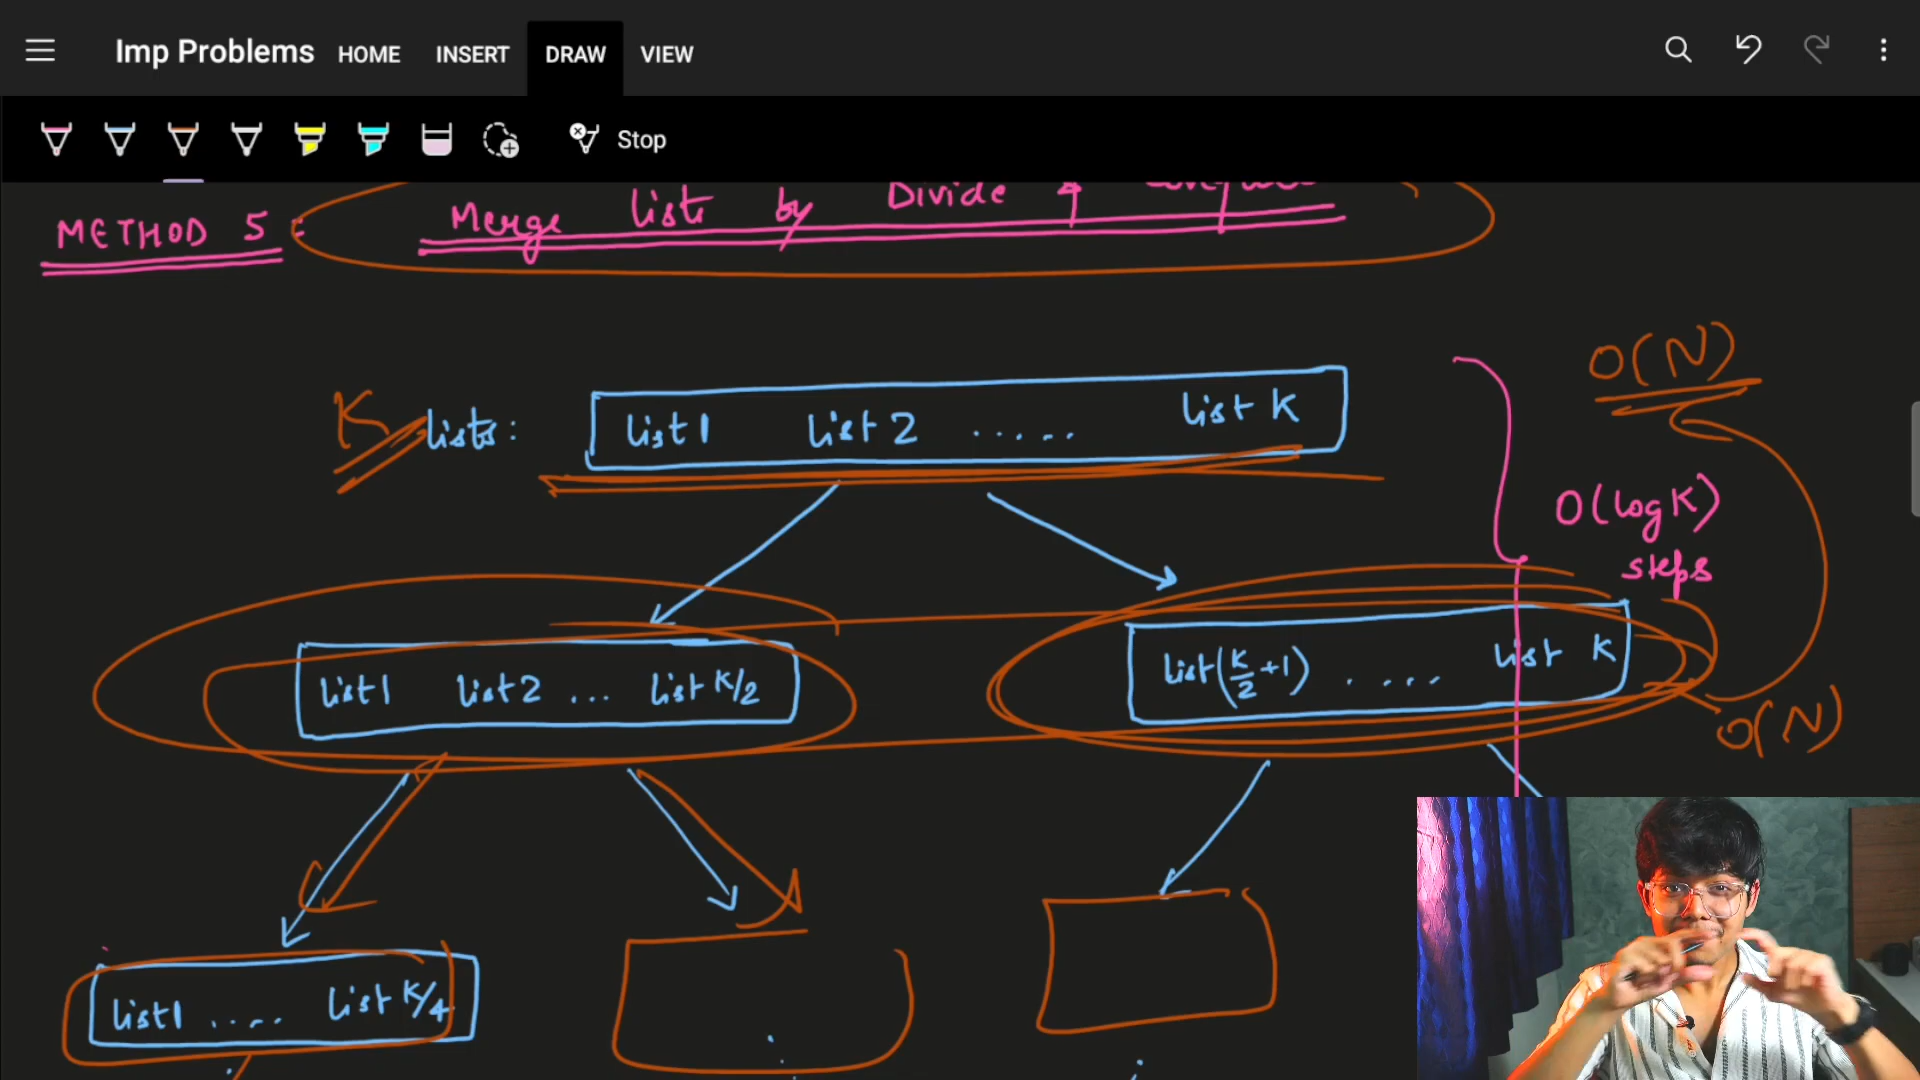 Imp Problems HOME INSERT DRAW VIEW
Stop
METHOD 5 : Merge lists by Divide &
O(N)
K lists : list 1 list 2 ..... list K
O(log K)
steps
list 1 list 2 ... list K/2
list(K/2+1) .... list K
O(N)
list 1 .... list K/4